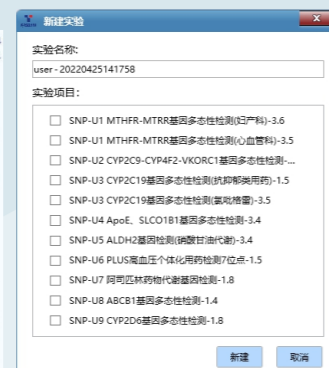 新建实验
实验名称:
user - 20220425141758
实验项目:
SNP-U1 MTHFR-MTRR基因多态性检测(妇产科)-3.6
SNP-U1 MTHFR-MTRR基因多态性检测(心血管科)-3.5
SNP-U2 CYP2C9-CYP4F2-VKORC1基因多态性检测-...
SNP-U3 CYP2C19基因多态性检测(抗抑郁类用药)-1.5
SNP-U3 CYP2C19基因多态性检测(氯吡格雷)-3.5
SNP-U4 ApoE、SLCO1B1基因多态性检测-3.4
SNP-U5 ALDH2基因检测(硝酸甘油代谢)-3.4
SNP-U6 PLUS高血压个体化用药检测7位点-1.5
SNP-U7 阿司匹林药物代谢基因检测-1.8
SNP-U8 ABCB1基因多态性检测-1.4
SNP-U9 CYP2D6基因多态性检测-1.8
新建 取消